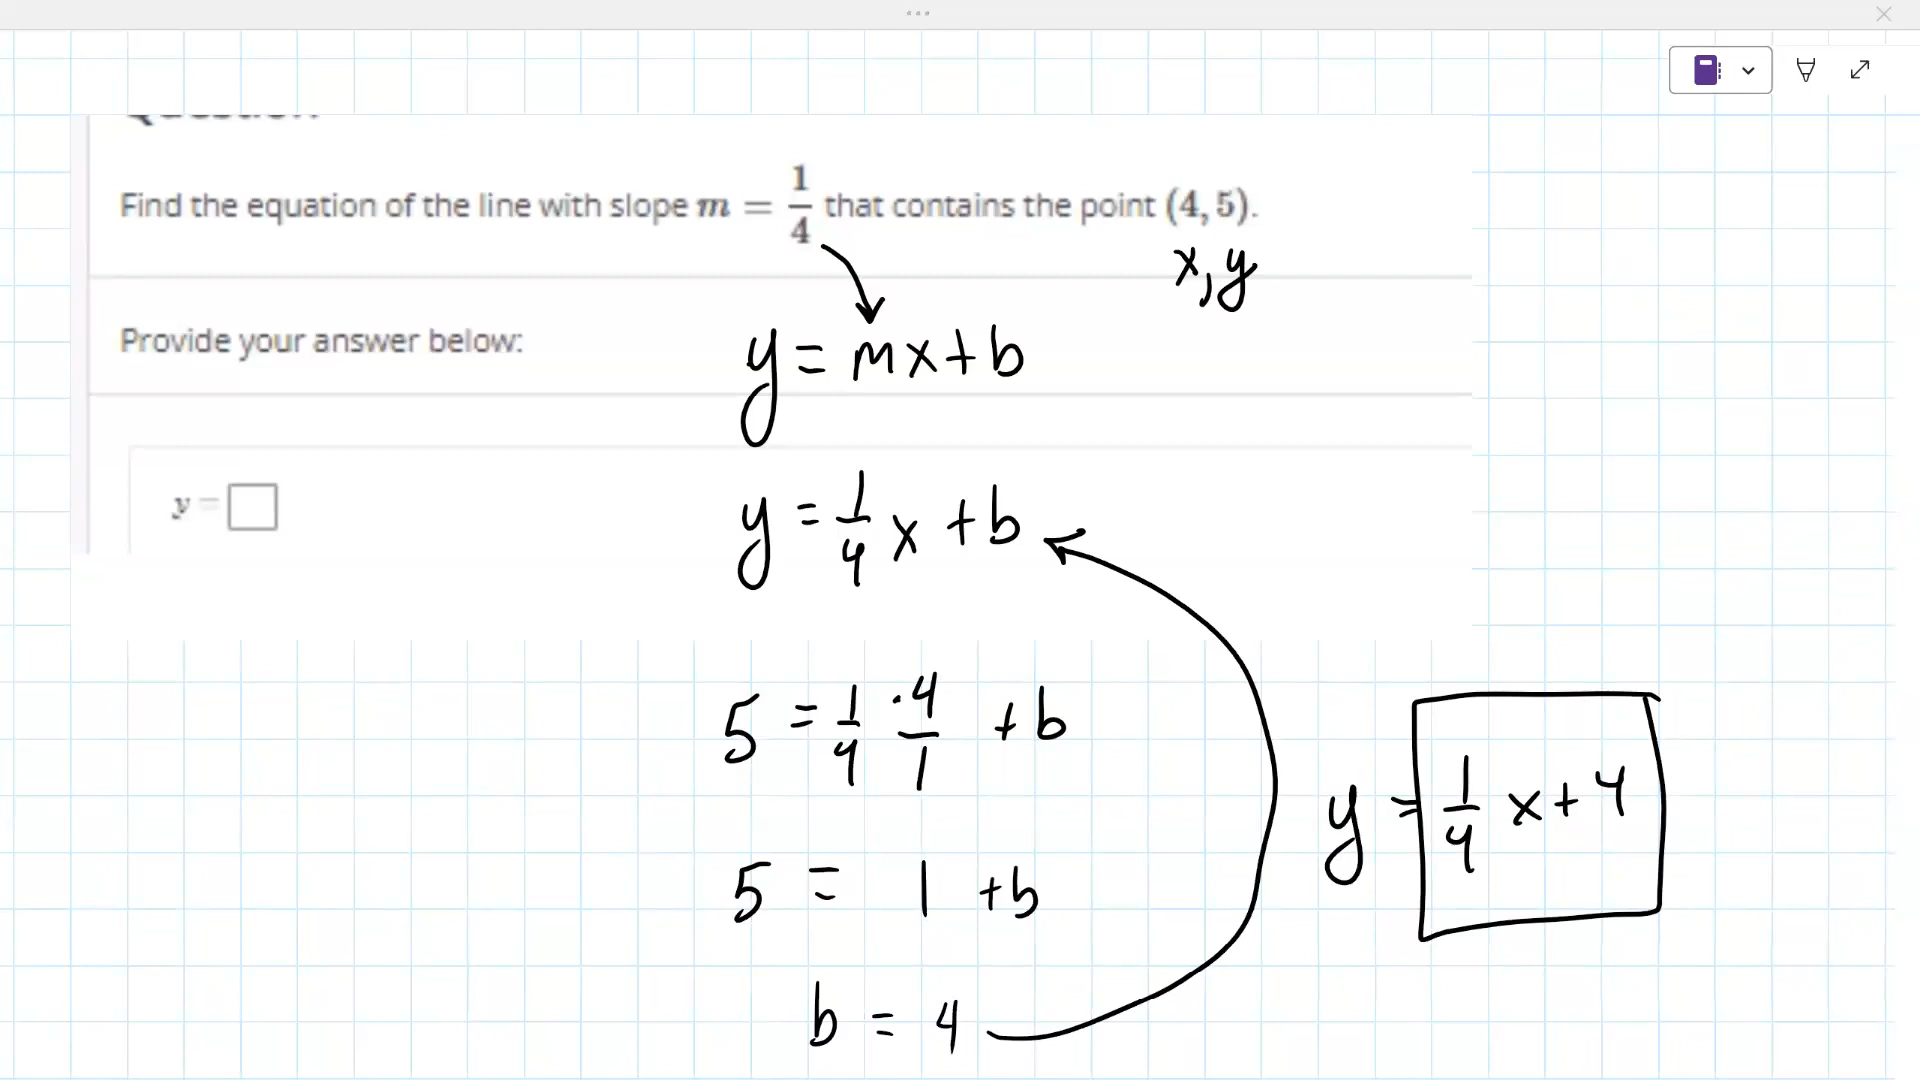 Question
Find the equation of the line with slope m = 1/4 that contains the point (4, 5).
x, y
Provide your answer below:
y = mx + b
y =
y = 1/4 x + b
5 = 1/4 · 4/1 + b
5 = 1 + b
b = 4
y = 1/4 x + 4